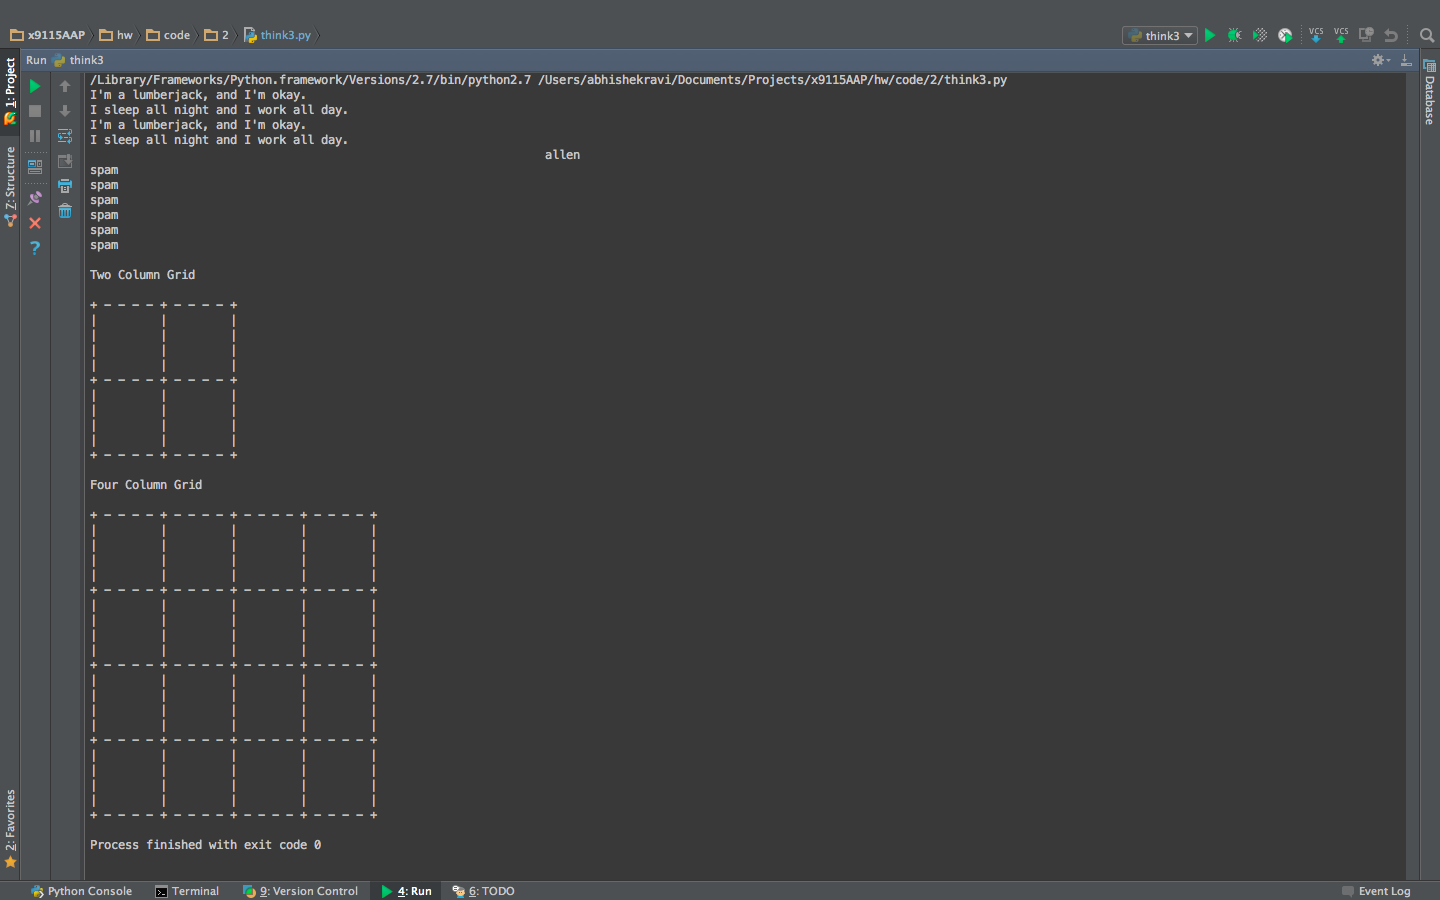 x9115AAP hw code 2 think3.py think3 VCS VCS
Run think3
1: Project
Z: Structure
2: Favorites
Database
/Library/Frameworks/Python.framework/Versions/2.7/bin/python2.7 /Users/abhishekravi/Documents/Projects/x9115AAP/hw/code/2/think3.py
I'm a lumberjack, and I'm okay.
I sleep all night and I work all day.
I'm a lumberjack, and I'm okay.
I sleep all night and I work all day.
                                                                 allen
spam
spam
spam
spam
spam
spam
Two Column Grid
+ - - - - + - - - - +
|         |         |
|         |         |
|         |         |
|         |         |
+ - - - - + - - - - +
|         |         |
|         |         |
|         |         |
|         |         |
+ - - - - + - - - - +
Four Column Grid
+ - - - - + - - - - + - - - - + - - - - +
|         |         |         |         |
|         |         |         |         |
|         |         |         |         |
|         |         |         |         |
+ - - - - + - - - - + - - - - + - - - - +
|         |         |         |         |
|         |         |         |         |
|         |         |         |         |
|         |         |         |         |
+ - - - - + - - - - + - - - - + - - - - +
|         |         |         |         |
|         |         |         |         |
|         |         |         |         |
|         |         |         |         |
+ - - - - + - - - - + - - - - + - - - - +
|         |         |         |         |
|         |         |         |         |
|         |         |         |         |
|         |         |         |         |
+ - - - - + - - - - + - - - - + - - - - +
Process finished with exit code 0
Python Console Terminal 9: Version Control 4: Run 6: TODO Event Log